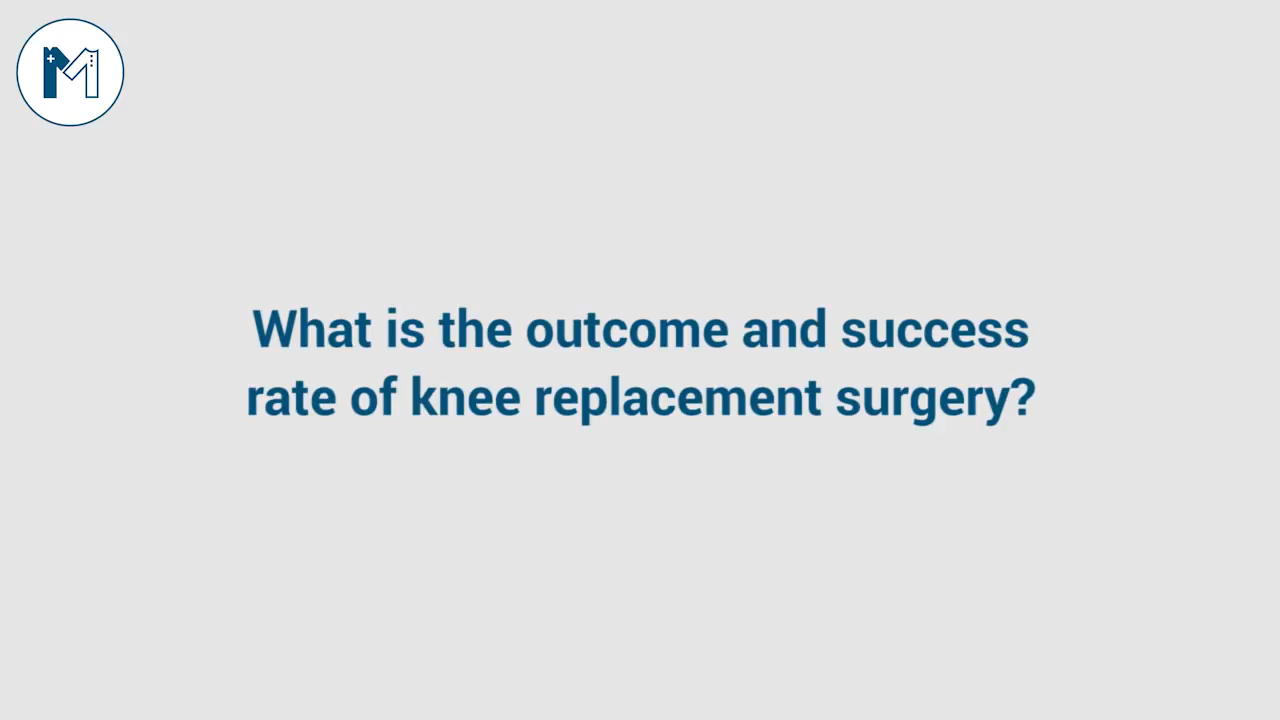 M
What is the outcome and success
rate of knee replacement surgery?